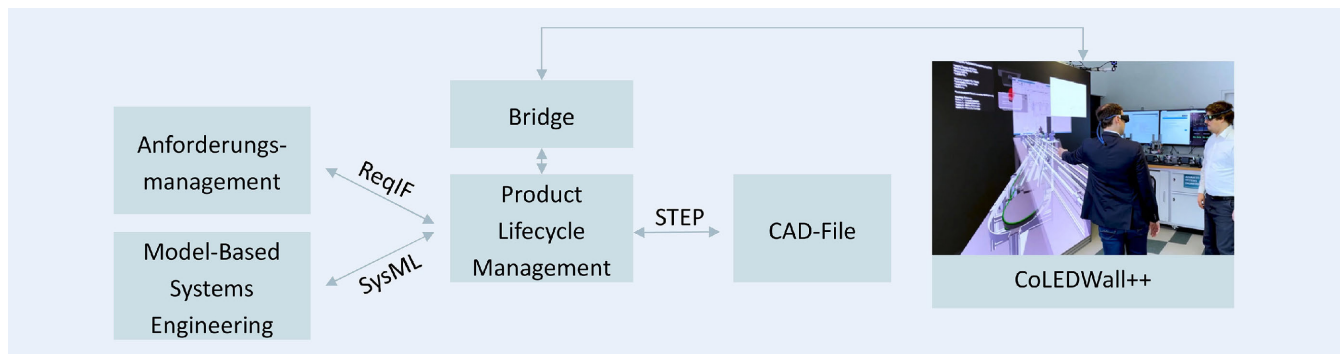 Bridge
Anforderungs-
management
ReqIF
Product
Lifecycle
Management
STEP
CAD-File
Model-Based
Systems
Engineering
SysML
CoLEDWall++